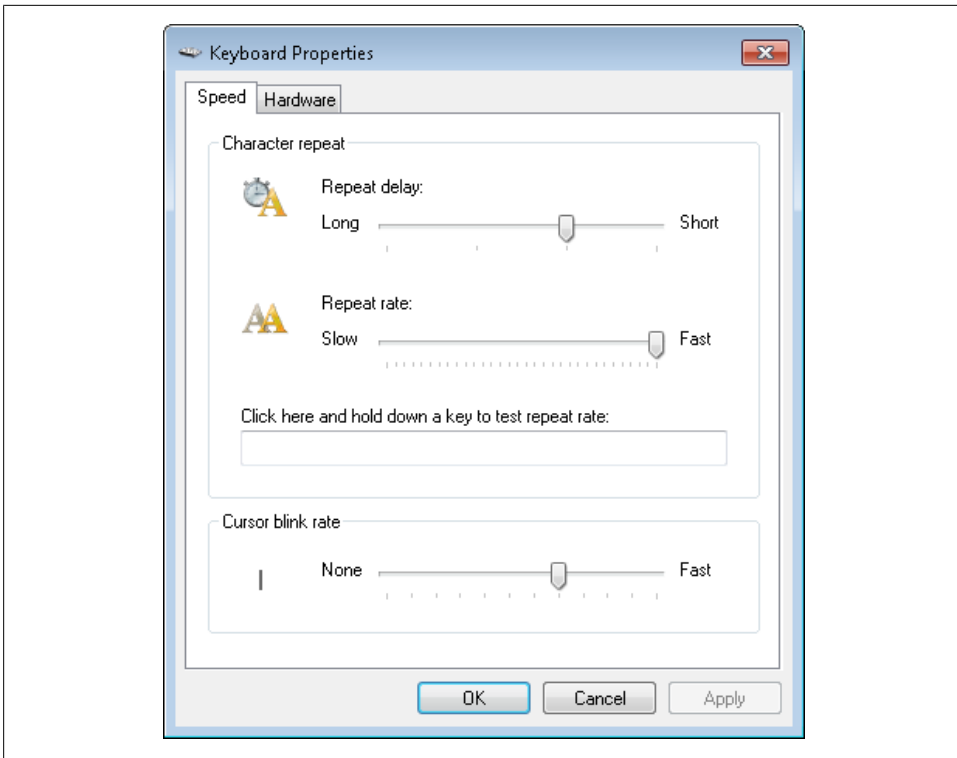 Keyboard Properties
Speed Hardware
Character repeat
Repeat delay:
Long Short
Repeat rate:
Slow Fast
Click here and hold down a key to test repeat rate:
Cursor blink rate
None Fast
OK Cancel Apply